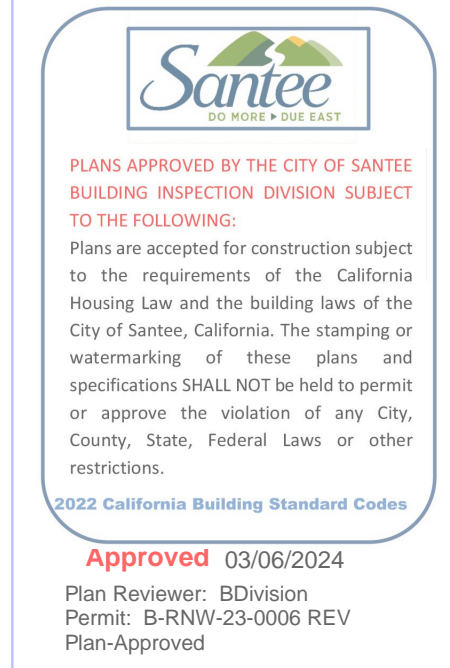 Santee
DO MORE ▶ DUE EAST
PLANS APPROVED BY THE CITY OF SANTEE
BUILDING INSPECTION DIVISION SUBJECT
TO THE FOLLOWING:
Plans are accepted for construction subject
to the requirements of the California
Housing Law and the building laws of the
City of Santee, California. The stamping or
watermarking of these plans and
specifications SHALL NOT be held to permit
or approve the violation of any City,
County, State, Federal Laws or other
restrictions.
2022 California Building Standard Codes
Approved 03/06/2024
Plan Reviewer: BDivision
Permit: B-RNW-23-0006 REV
Plan-Approved